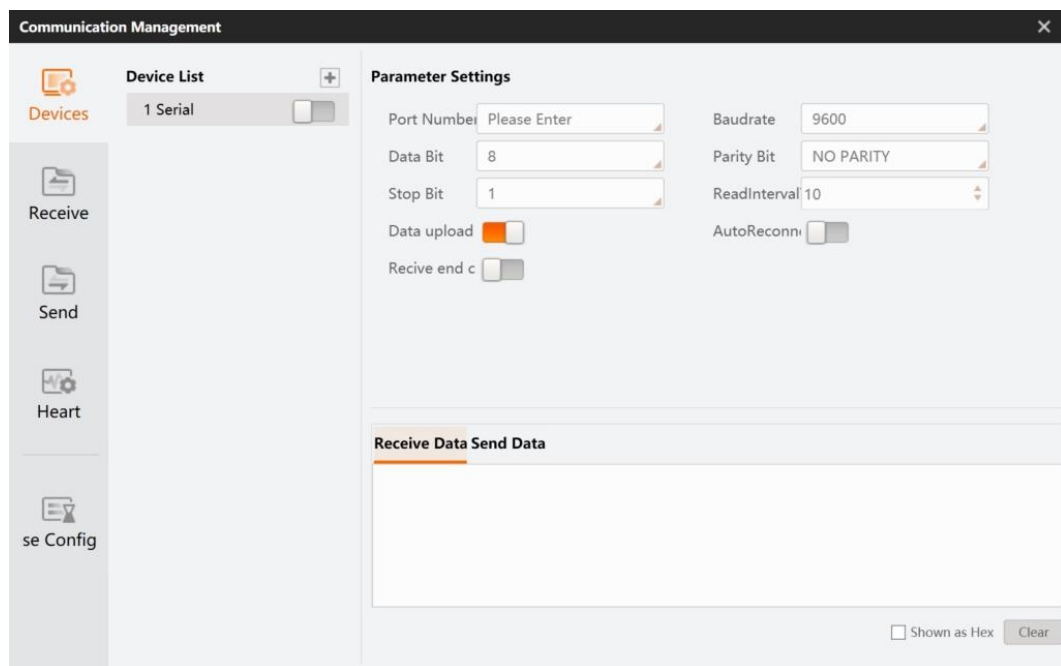 Communication Management
Devices
Receive
Send
Heart
se Config
Device List
1 Serial
Parameter Settings
Port Number Please Enter
Baudrate 9600
Data Bit 8
Parity Bit NO PARITY
Stop Bit 1
ReadInterval 10
Data upload
AutoReconn
Recive end c
Receive Data Send Data
Shown as Hex Clear